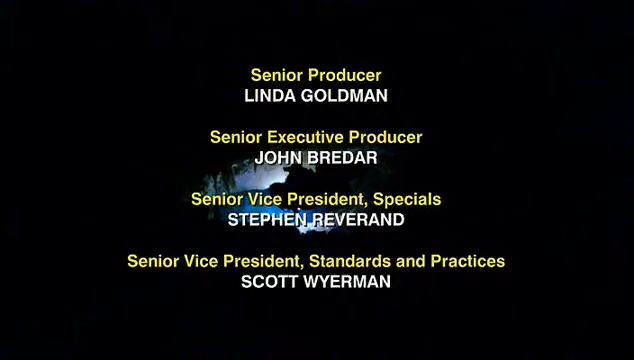 Senior Producer
LINDA GOLDMAN
Senior Executive Producer
JOHN BREDAR
Senior Vice President, Specials
STEPHEN REVERAND
Senior Vice President, Standards and Practices
SCOTT WYERMAN